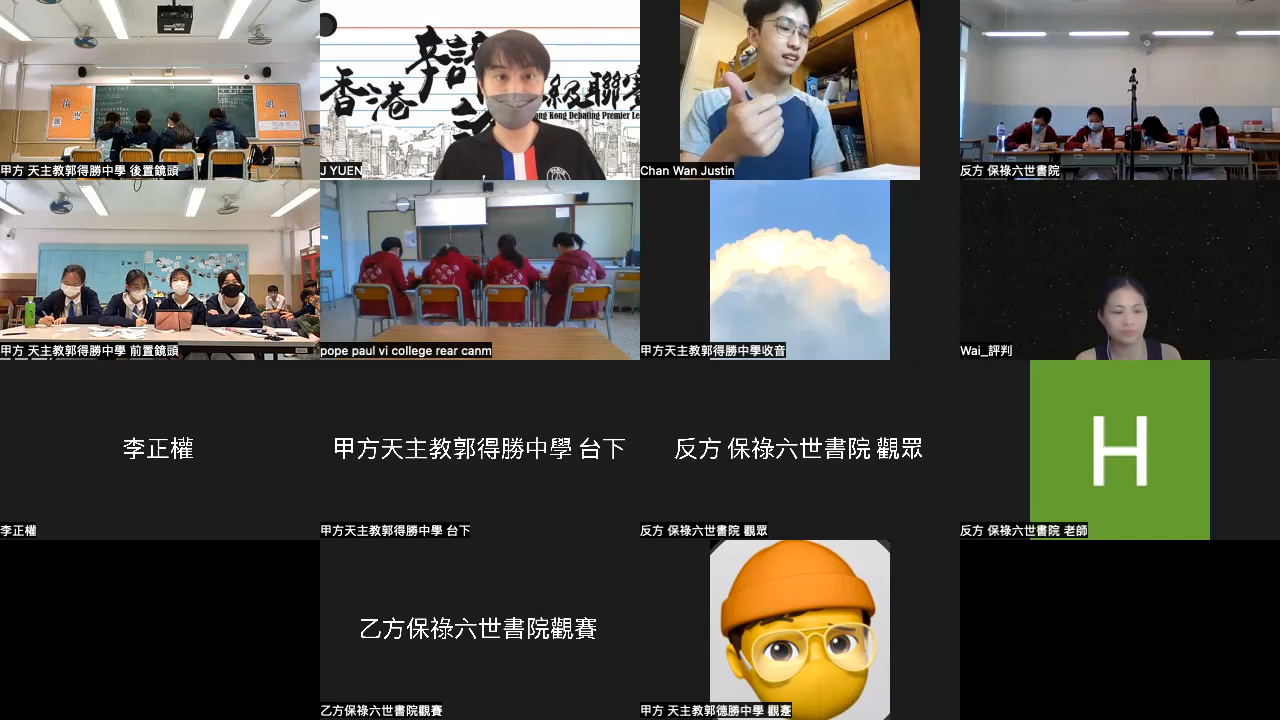 甲方 天主教郭得勝中學 後置鏡頭
香港
級聯賽
ong Kong Debating Premier Le
J YUEN
Chan Wan Justin
反方 保祿六世書院
甲方 天主教郭得勝中學 前置鏡頭
pope paul vi college rear canm
甲方天主教郭得勝中學收音
Wai_評判
李正權
李正權
甲方天主教郭得勝中學 台下
甲方天主教郭得勝中學 台下
反方 保祿六世書院 觀眾
反方 保祿六世書院 觀眾
H
反方 保祿六世書院 老師
乙方保祿六世書院觀賽
乙方保祿六世書院觀賽
甲方 天主教郭德勝中學 觀賽